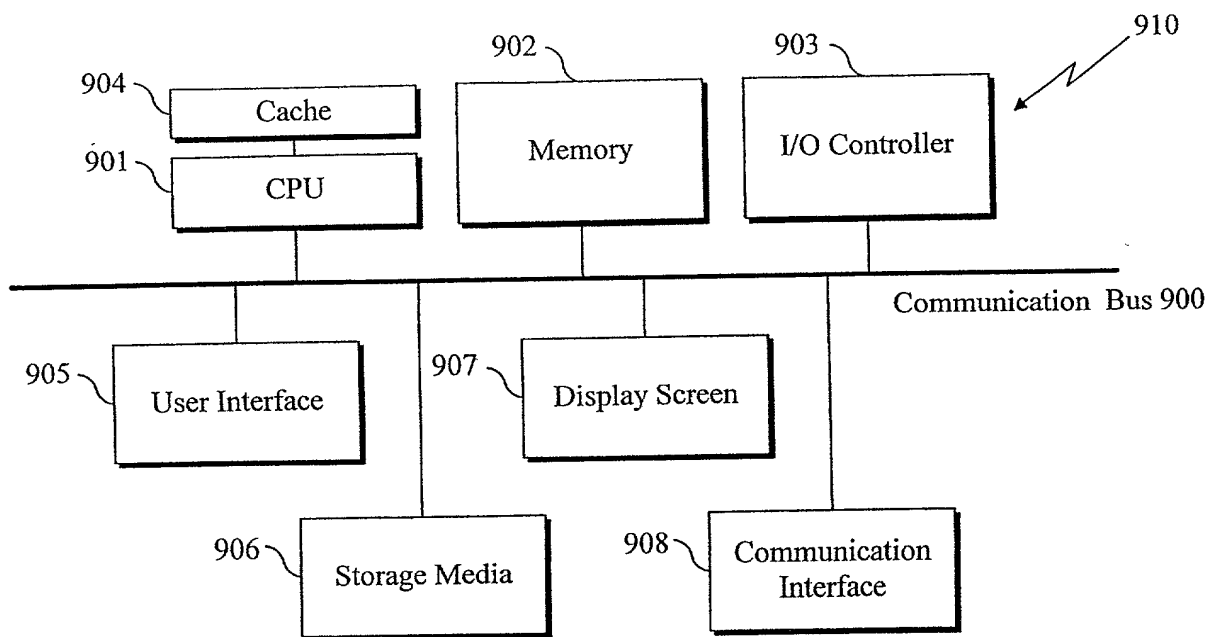 910
902
903
904
Cache
Memory
I/O Controller
901
CPU
Communication Bus 900
905
User Interface
907
Display Screen
906
Storage Media
908
Communication
Interface